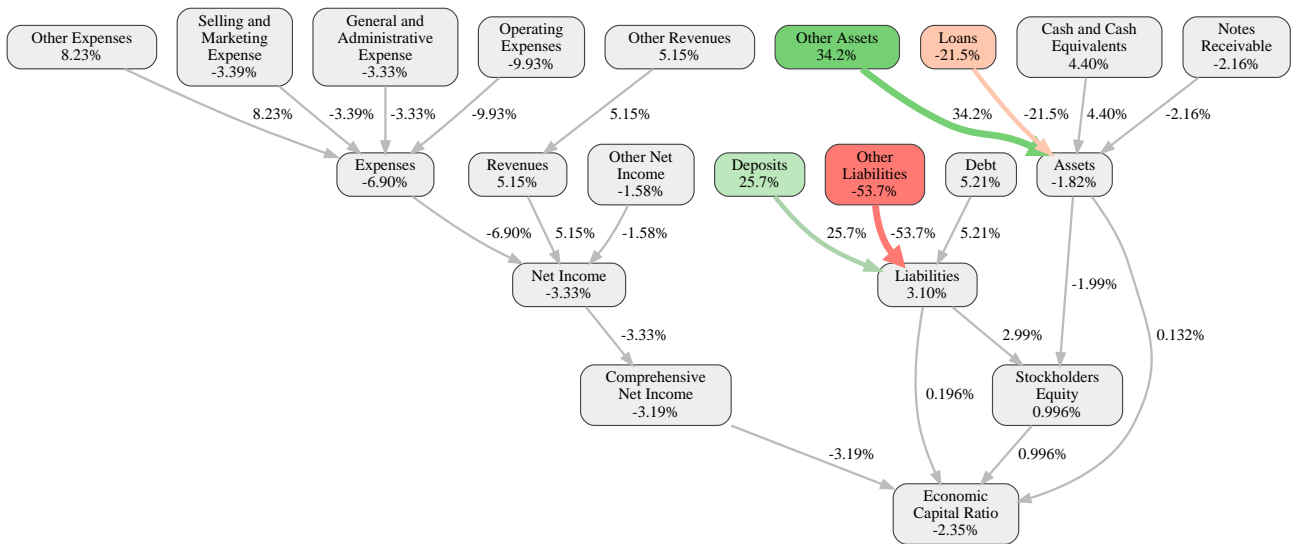 Other Expenses
8.23%
Selling and
Marketing
Expense
-3.39%
General and
Administrative
Expense
-3.33%
Operating
Expenses
-9.93%
Other Revenues
5.15%
Other Assets
34.2%
Loans
-21.5%
Cash and Cash
Equivalents
4.40%
Notes
Receivable
-2.16%
8.23%
-3.39%
-3.33%
-9.93%
5.15%
34.2%
-21.5%
4.40%
-2.16%
Expenses
-6.90%
Revenues
5.15%
Other Net
Income
-1.58%
Deposits
25.7%
Other
Liabilities
-53.7%
Debt
5.21%
Assets
-1.82%
-6.90%
5.15%
-1.58%
25.7%
-53.7%
5.21%
Net Income
-3.33%
Liabilities
3.10%
-1.99%
-3.33%
2.99%
0.132%
Comprehensive
Net Income
-3.19%
0.196%
Stockholders
Equity
0.996%
-3.19%
0.996%
Economic
Capital Ratio
-2.35%